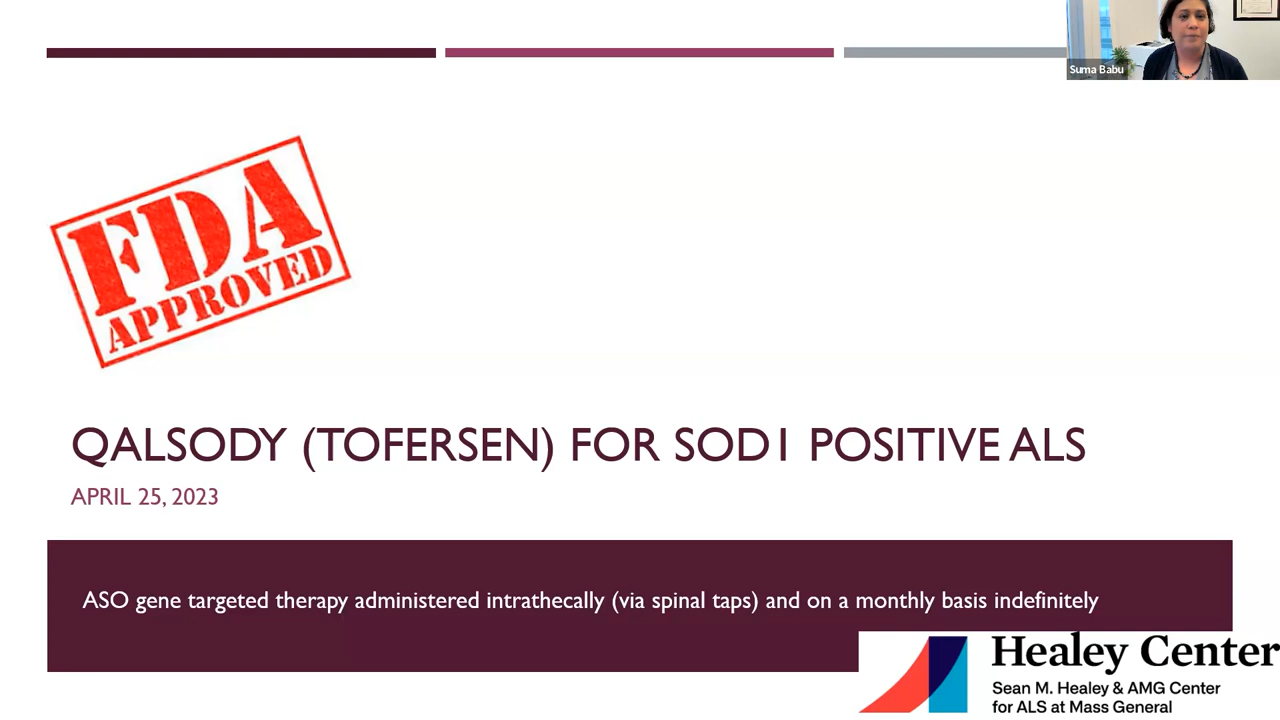 Suma Babu
FDA
APPROVED
QALSODY (TOFERSEN) FOR SOD1 POSITIVE ALS
APRIL 25, 2023
ASO gene targeted therapy administered intrathecally (via spinal taps) and on a monthly basis indefinitely
Healey Center
Sean M. Healey & AMG Center
for ALS at Mass General